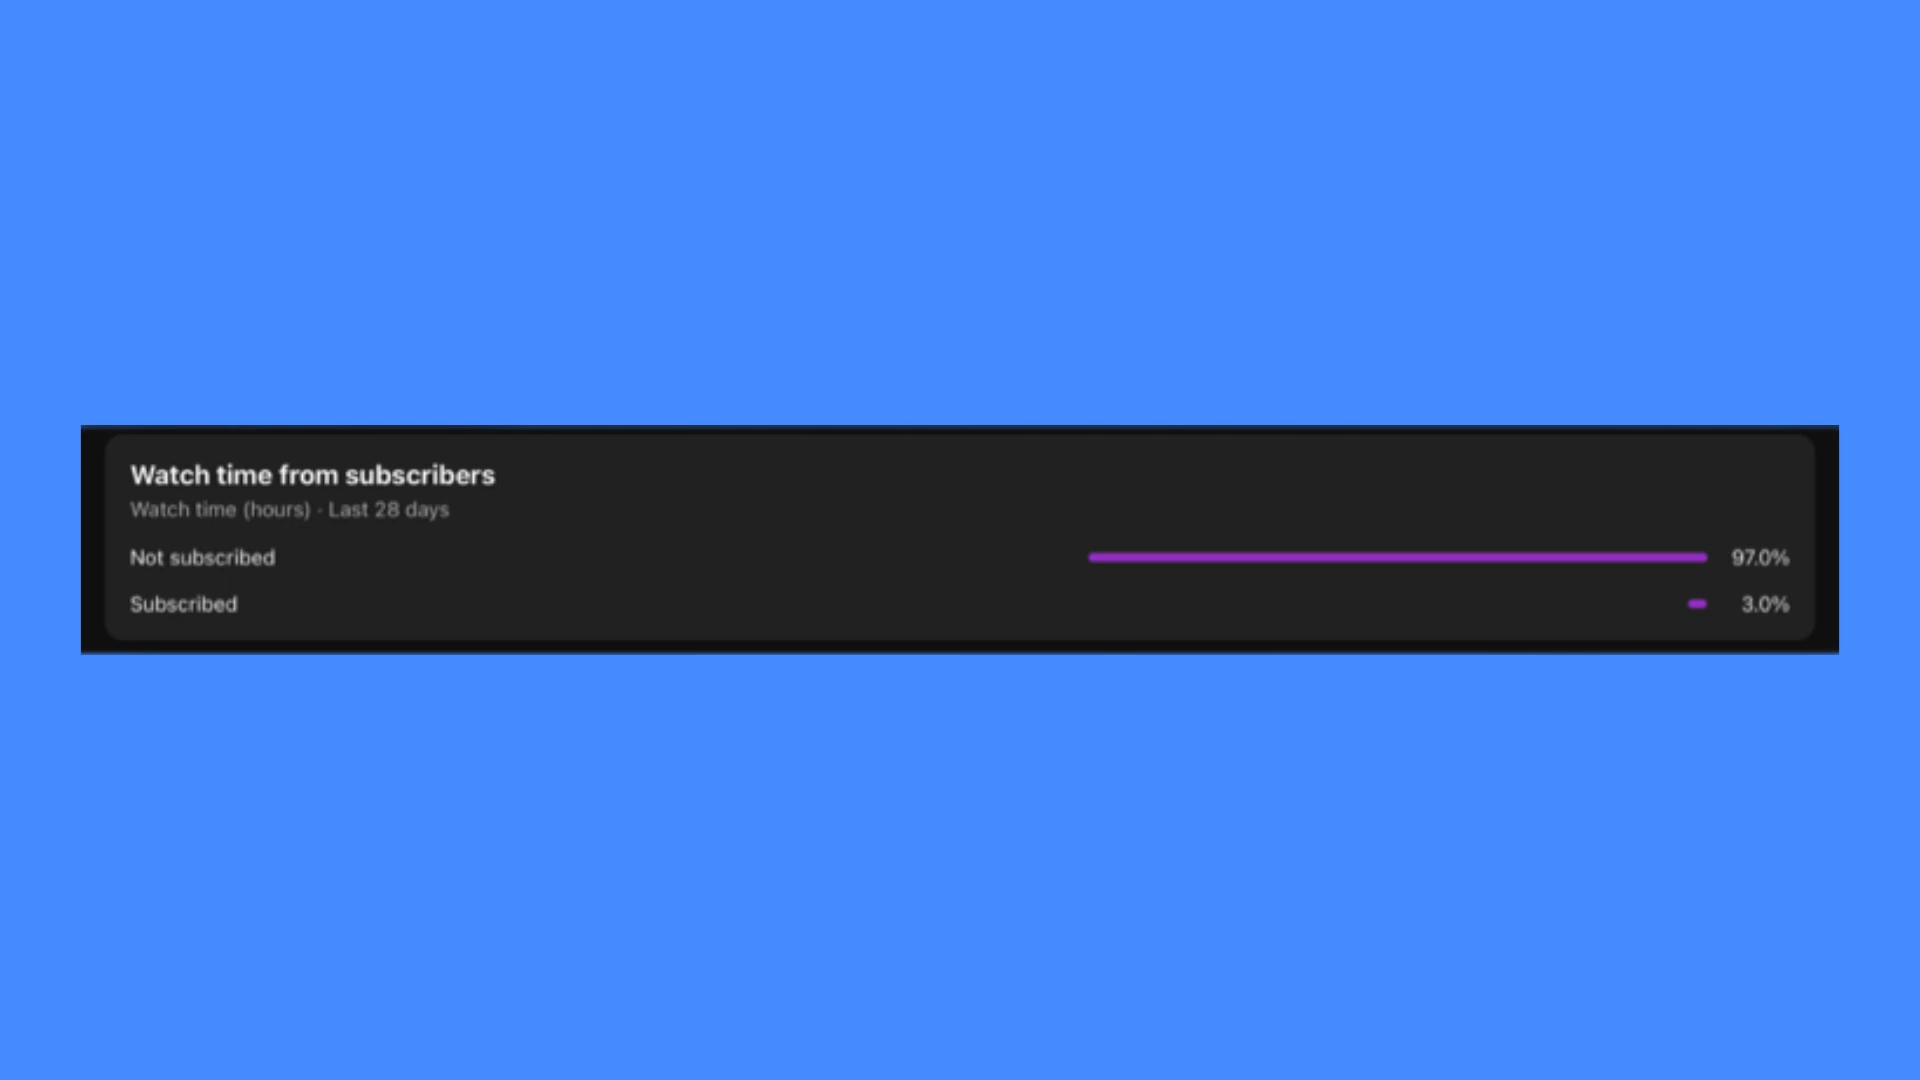 Watch time from subscribers
Watch time (hours) · Last 28 days
Not subscribed 97.0%
Subscribed 3.0%